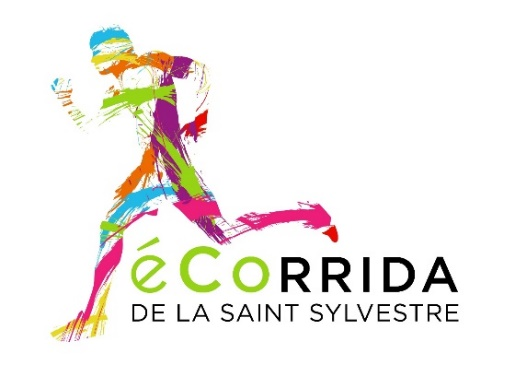 éCoRRIDA
DE LA SAINT SYLVESTRE